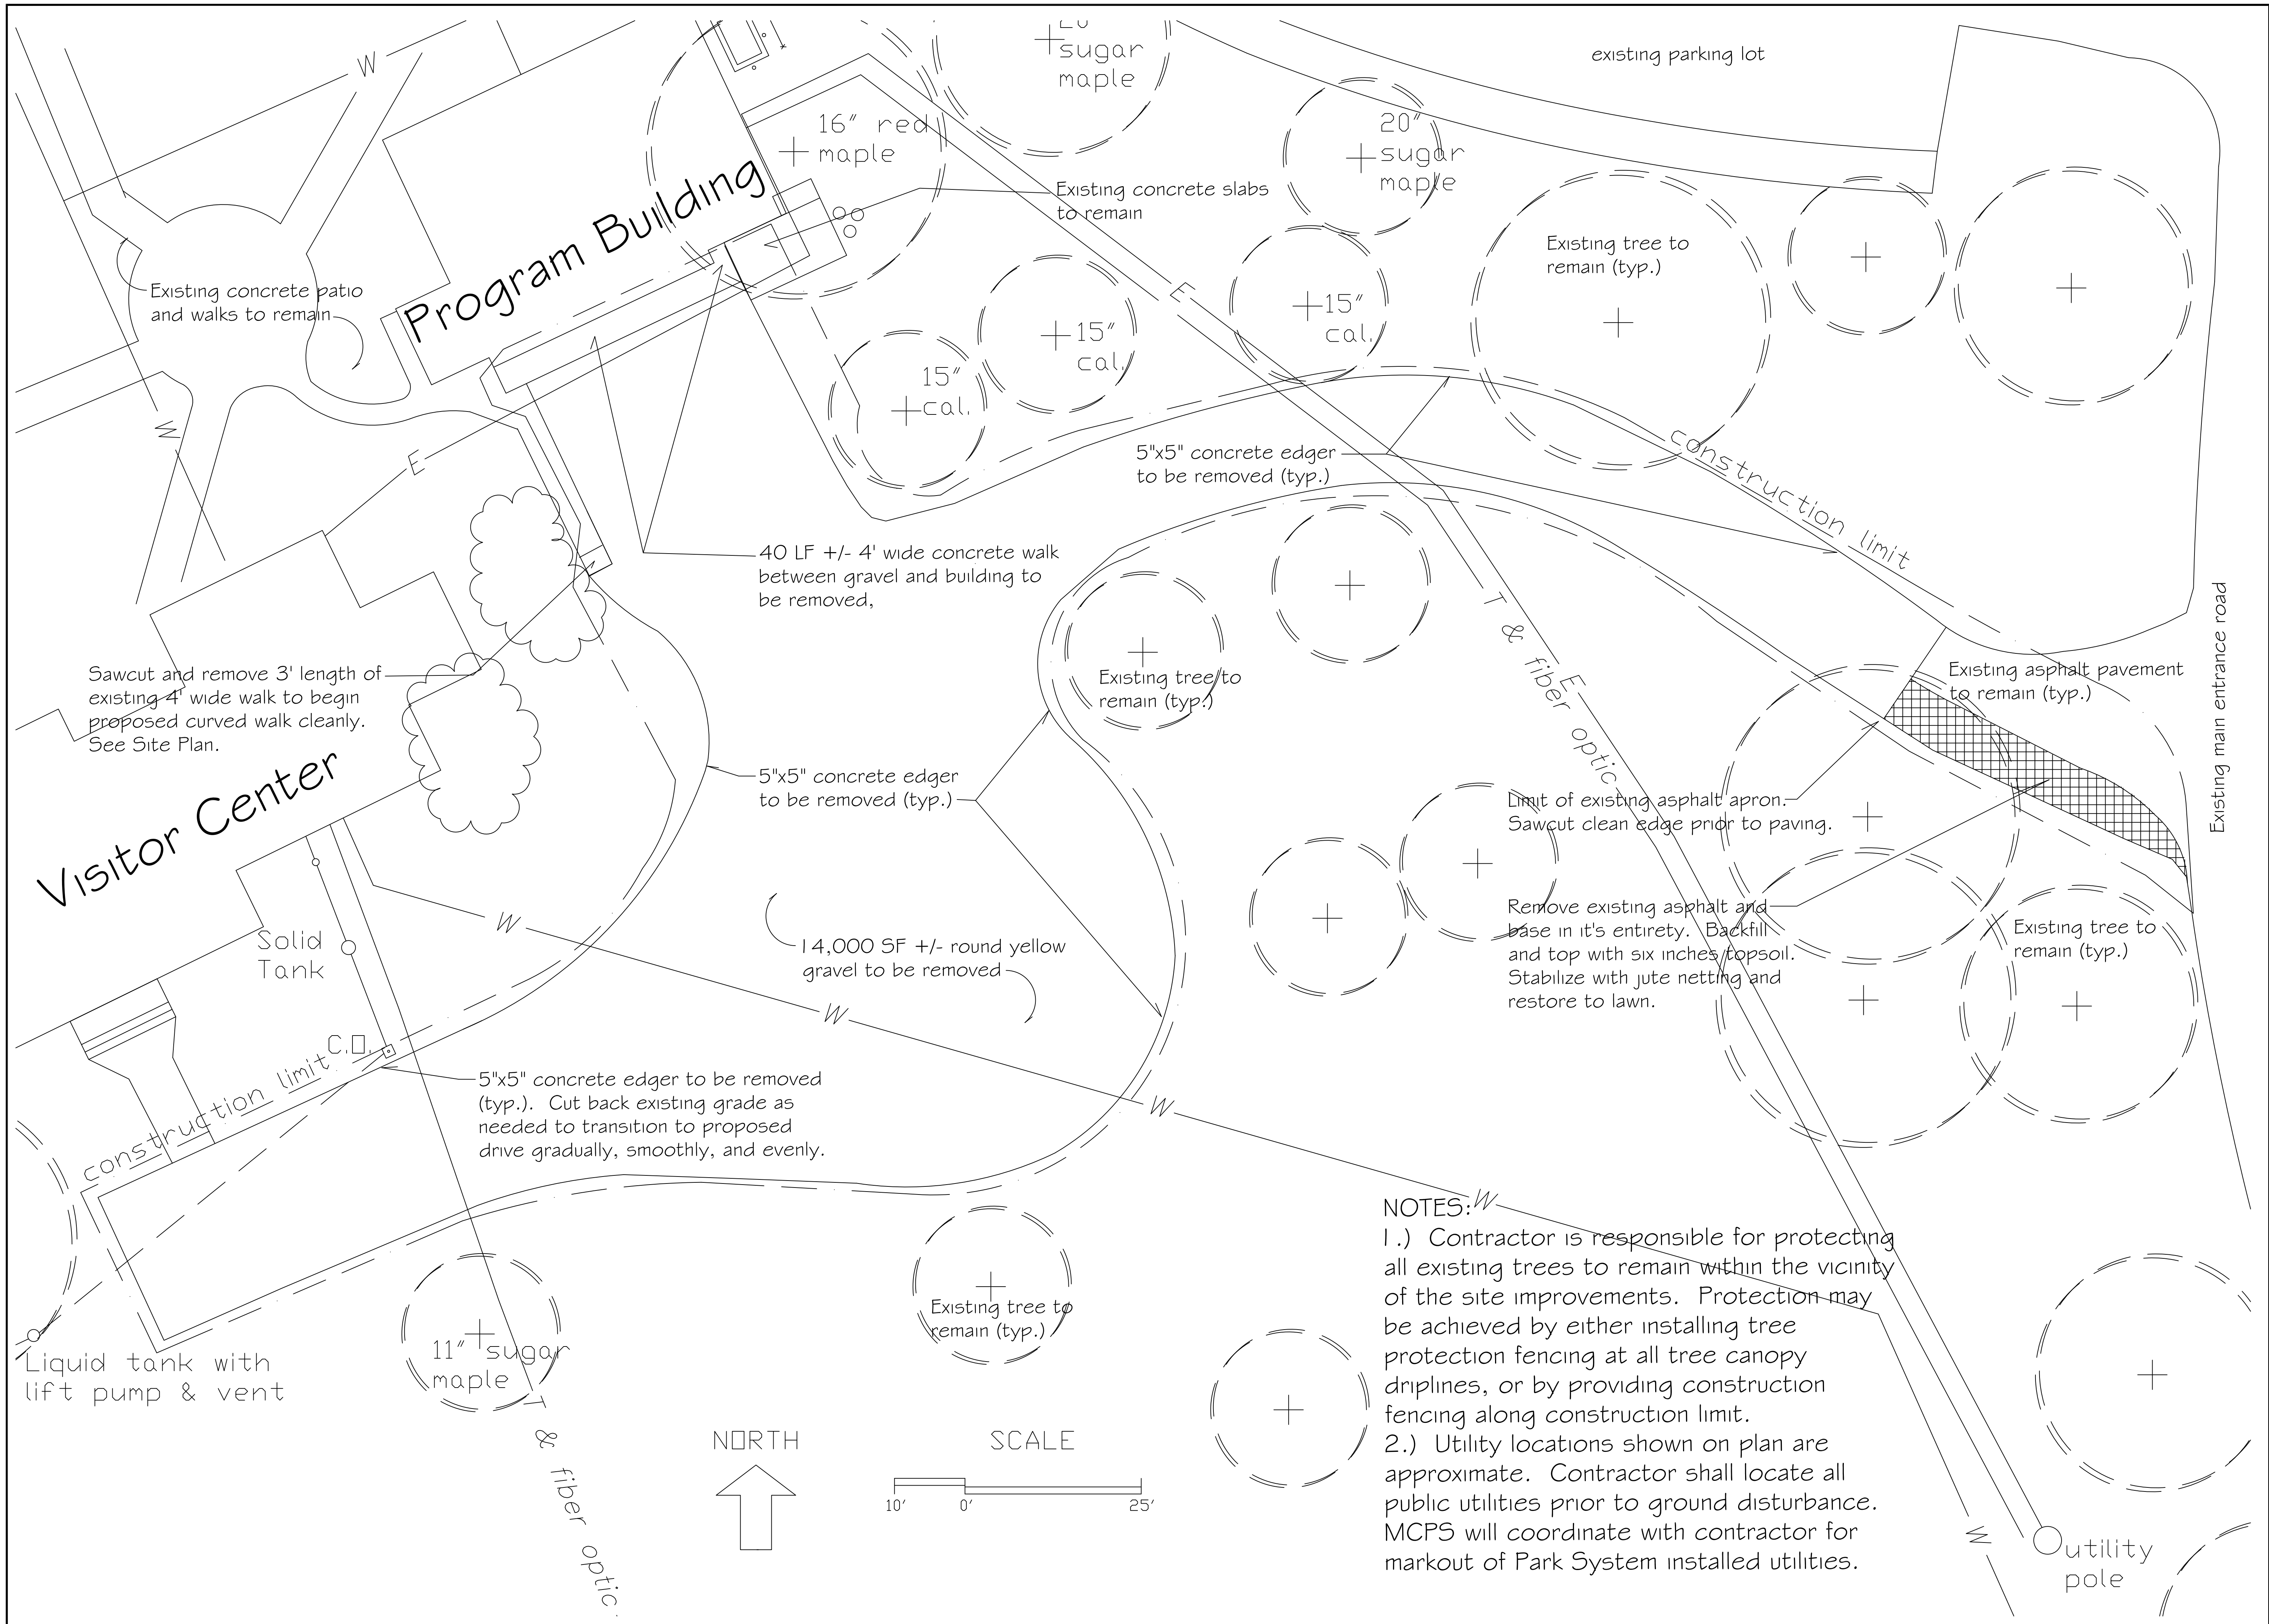 W
sugar
maple
existing parking lot
16" red
maple
20"
sugar
maple
Existing concrete slabs
to remain
Program Building
Existing tree to
remain (typ.)
Existing concrete patio
and walks to remain
E
15"
cal.
15"
cal.
15"
cal.
W
E
5"x5" concrete edger
to be removed (typ.)
construction limit
40 LF +/- 4' wide concrete walk
between gravel and building to
be removed,
T & fiber optic
E
Existing main entrance road
Sawcut and remove 3' length of
existing 4' wide walk to begin
proposed curved walk cleanly.
See Site Plan.
Existing tree to
remain (typ.)
Existing asphalt pavement
to remain (typ.)
Visitor Center
5"x5" concrete edger
to be removed (typ.)
Limit of existing asphalt apron.
Sawcut clean edge prior to paving.
W
Solid
Tank
14,000 SF +/- round yellow
gravel to be removed
Remove existing asphalt and
base in it's entirety. Backfill
and top with six inches topsoil.
Stabilize with jute netting and
restore to lawn.
Existing tree to
remain (typ.)
W
C.O.
construction limit
5"x5" concrete edger to be removed
(typ.). Cut back existing grade as
needed to transition to proposed
drive gradually, smoothly, and evenly.
W
W
NOTES:
1.) Contractor is responsible for protecting
all existing trees to remain within the vicinity
of the site improvements. Protection may
be achieved by either installing tree
protection fencing at all tree canopy
driplines, or by providing construction
fencing along construction limit.
2.) Utility locations shown on plan are
approximate. Contractor shall locate all
public utilities prior to ground disturbance.
MCPS will coordinate with contractor for
markout of Park System installed utilities.
Existing tree to
remain (typ.)
11" sugar
maple
Liquid tank with
lift pump & vent
T & fiber optic
NORTH
SCALE
10' 0' 25'
W
utility
pole